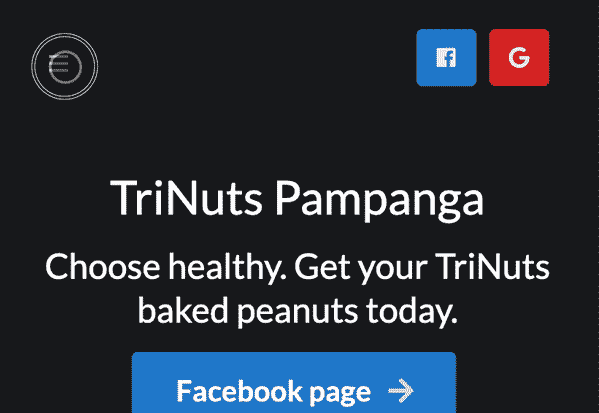 TriNuts Pampanga
Choose healthy. Get your TriNuts
baked peanuts today.
Facebook page